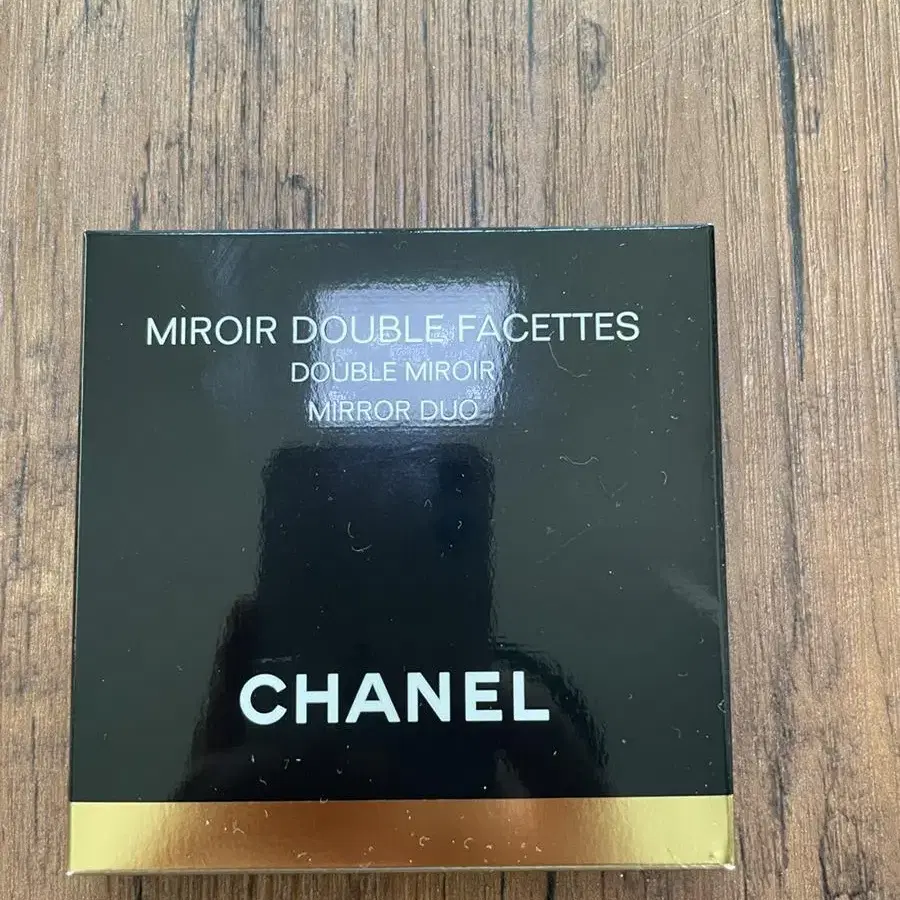 MIROIR DOUBLE FACETTES
DOUBLE MIROIR
MIRROR DUO
CHANEL